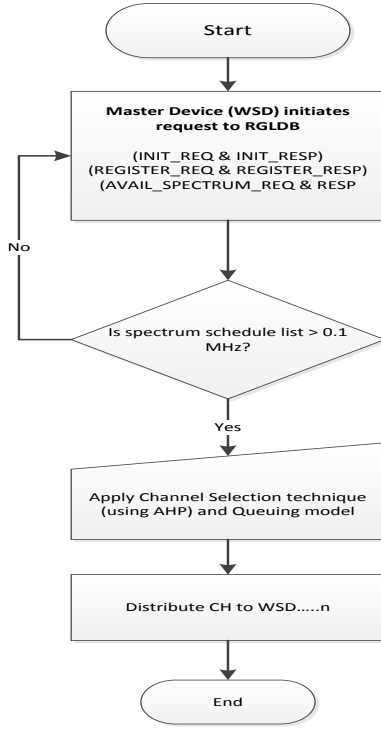 Start
Master Device (WSD) initiates
request to RGLDB
(INIT_REQ & INIT_RESP)
(REGISTER_REQ & REGISTER_RESP)
(AVAIL_SPECTRUM_REQ & RESP
No
Is spectrum schedule list > 0.1
MHz?
Yes
Apply Channel Selection technique
(using AHP) and Queuing model
Distribute CH to WSD.....n
End